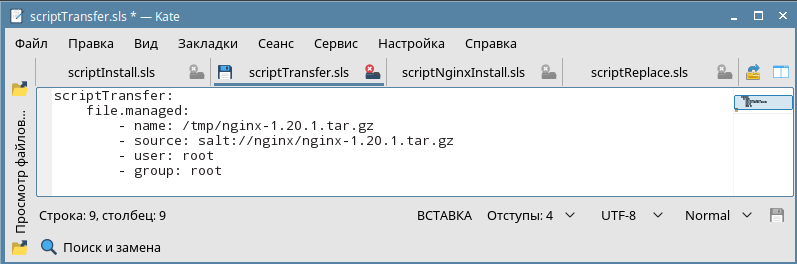 scriptTransfer.sls * — Kate
Файл Правка Вид Закладки Сеанс Сервис Настройка Справка
scriptInstall.sls scriptTransfer.sls scriptNginxInstall.sls scriptReplace.sls
Просмотр файлов...
scriptTransfer:
    file.managed:
        - name: /tmp/nginx-1.20.1.tar.gz
        - source: salt://nginx/nginx-1.20.1.tar.gz
        - user: root
        - group: root
Строка: 9, столбец: 9 ВСТАВКА Отступы: 4 UTF-8 Normal
Поиск и замена